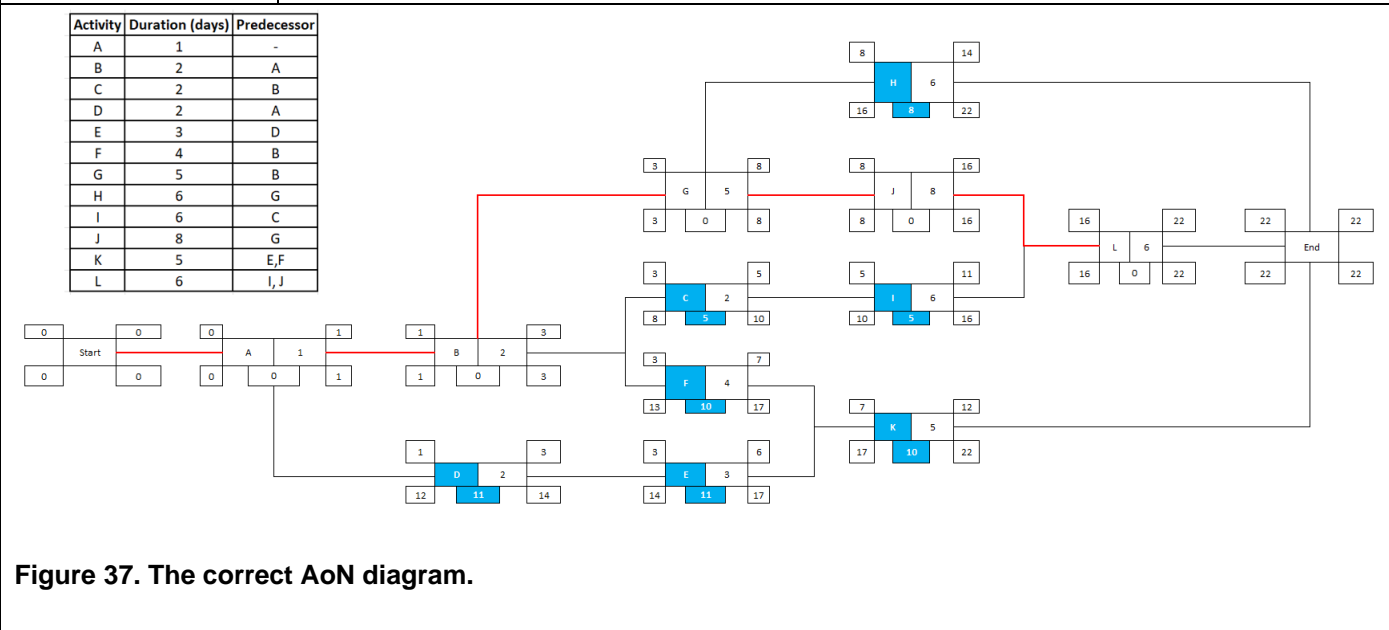 Activity Duration (days) Predecessor
A 1 -
B 2 A
C 2 B
D 2 A
E 3 D
F 4 B
G 5 B
H 6 G
I 6 C
J 8 G
K 5 E,F
L 6 I, J
8 14
H 6
16 8 22
3 8
G 5
3 0 8
8 16
J 8
8 0 16
16 22
L 6
16 0 22
22 22
End
22 22
3 5
C 2
8 5 10
5 11
I 6
10 5 16
0 0
Start
0 0
0 1
A 1
0 0 1
1 3
B 2
1 0 3
3 7
F 4
13 10 17
7 12
K 5
17 10 22
1 3
D 2
12 11 14
3 6
E 3
14 11 17
Figure 37. The correct AoN diagram.